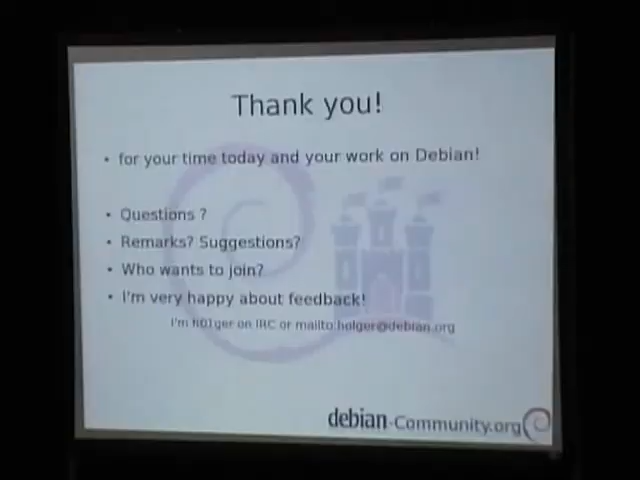 Thank you!
• for your time today and your work on Debian!
• Questions ?
• Remarks? Suggestions?
• Who wants to join?
• I'm very happy about feedback!
I'm h01ger on IRC or mailto:holger@debian.org
debian-Community.org